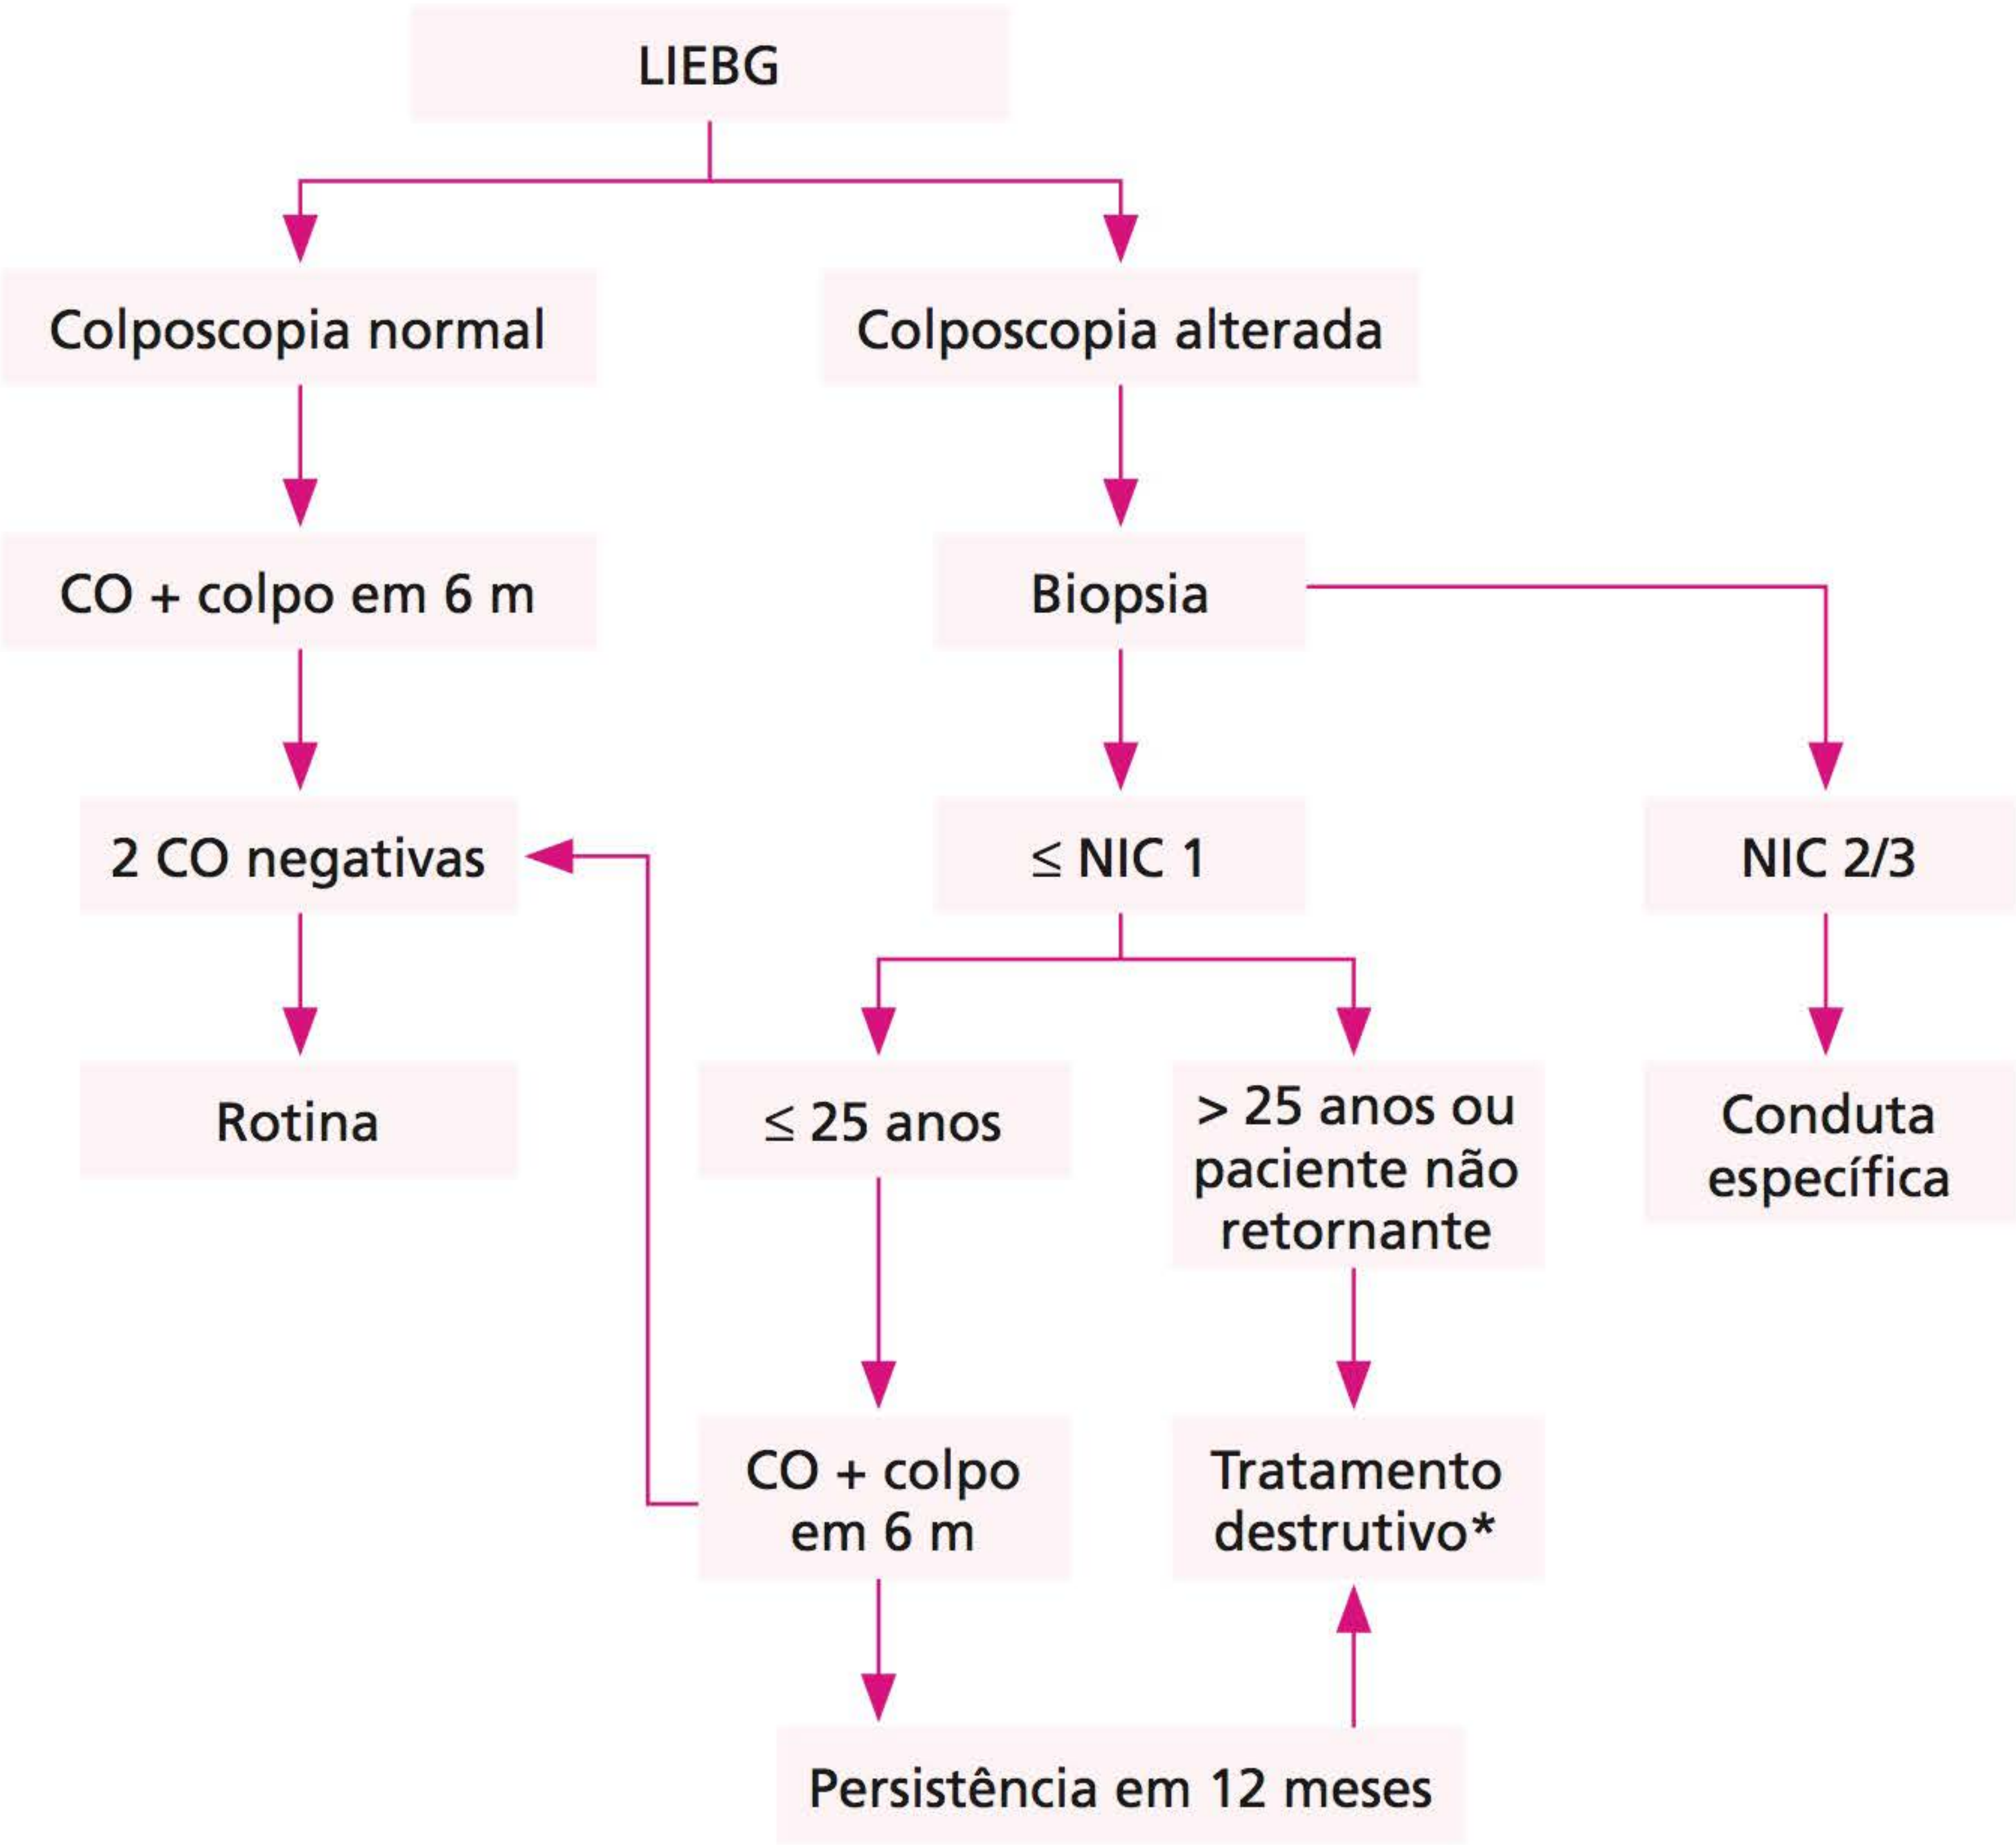 LIEBG
Colposcopia normal
Colposcopia alterada
CO + colpo em 6 m
Biopsia
2 CO negativas
≤ NIC 1
NIC 2/3
Rotina
≤ 25 anos
> 25 anos ou
paciente não
retornante
Conduta
específica
CO + colpo
em 6 m
Tratamento
destrutivo*
Persistência em 12 meses